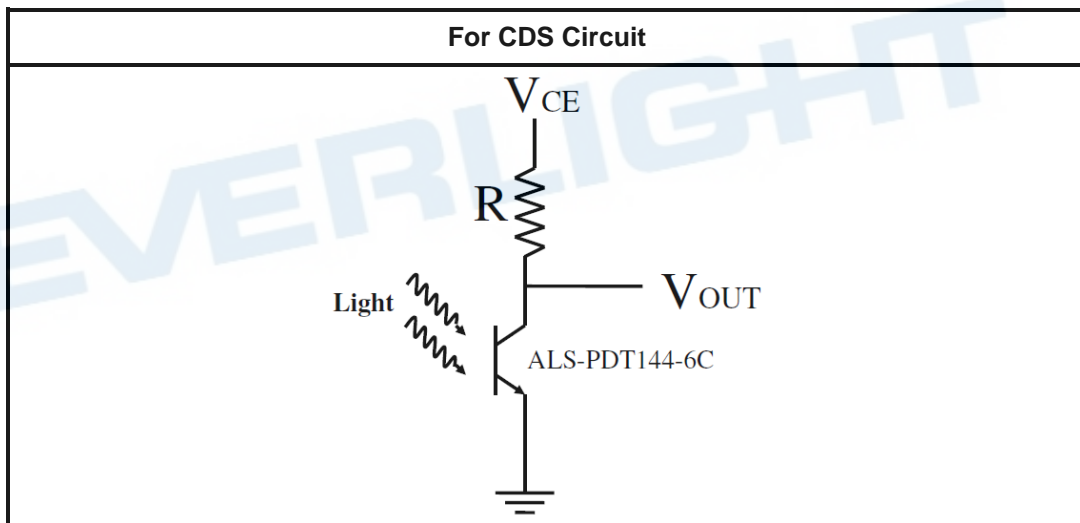 For CDS Circuit
VCE
R
Light
VOUT
ALS-PDT144-6C
EVERLIGHT